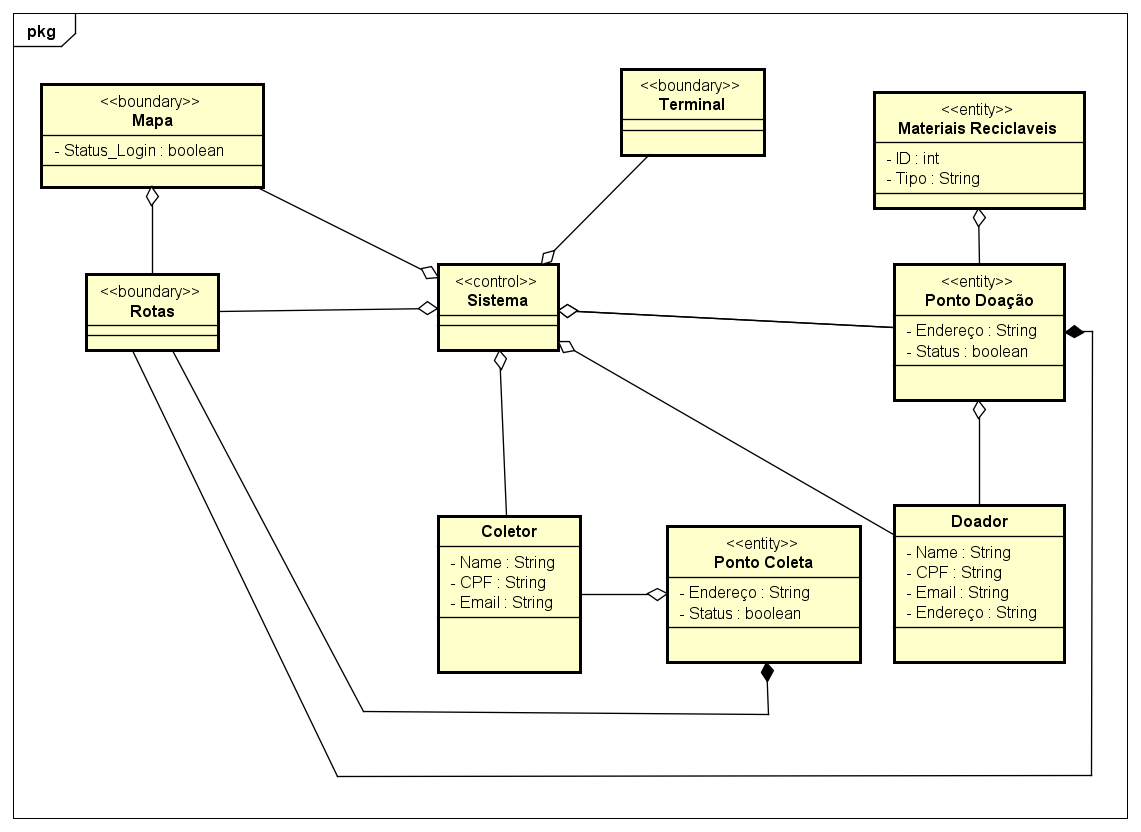 pkg
<<boundary>>
Mapa
- Status_Login : boolean
<<boundary>>
Terminal
<<entity>>
Materiais Reciclaveis
- ID : int
- Tipo : String
<<boundary>>
Rotas
<<control>>
Sistema
<<entity>>
Ponto Doação
- Endereço : String
- Status : boolean
Coletor
- Name : String
- CPF : String
- Email : String
<<entity>>
Ponto Coleta
- Endereço : String
- Status : boolean
Doador
- Name : String
- CPF : String
- Email : String
- Endereço : String